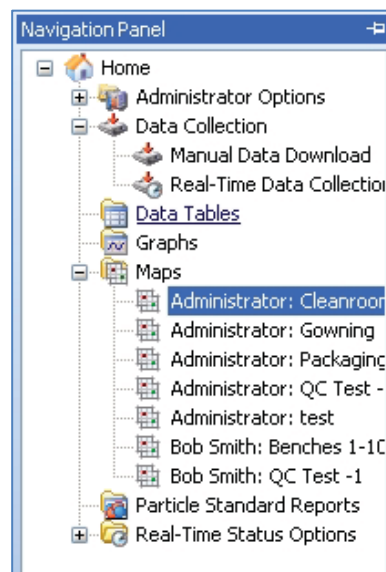 Navigation Panel
Home
Administrator Options
Data Collection
Manual Data Download
Real-Time Data Collection
Data Tables
Graphs
Maps
Administrator: Cleanroom
Administrator: Gowning
Administrator: Packaging
Administrator: QC Test -
Administrator: test
Bob Smith: Benches 1-10
Bob Smith: QC Test -1
Particle Standard Reports
Real-Time Status Options